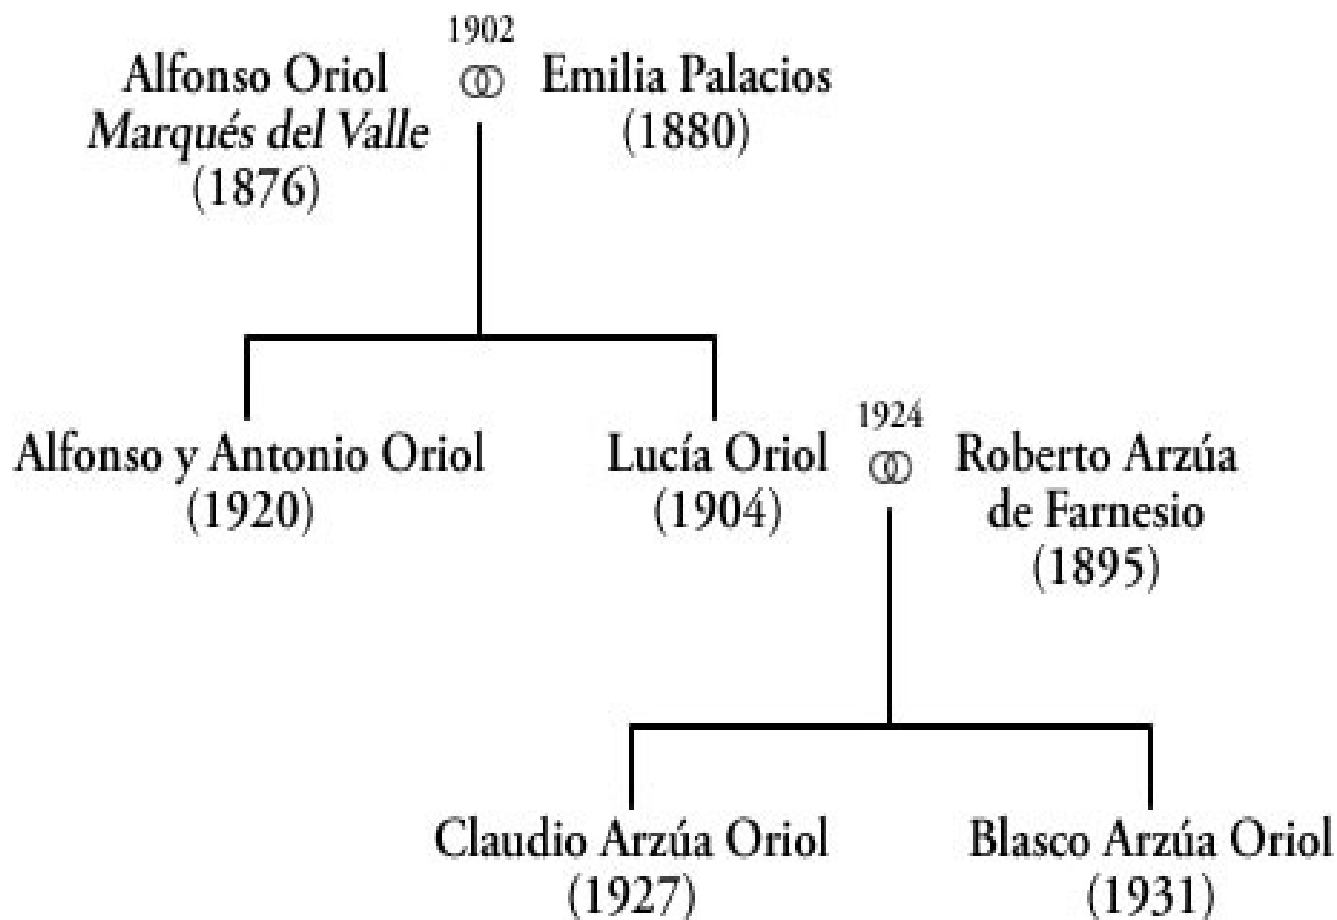 1902
Alfonso Oriol
Marqués del Valle
(1876)
Emilia Palacios
(1880)
Alfonso y Antonio Oriol
(1920)
Lucía Oriol
(1904)
1924
Roberto Arzúa
de Farnesio
(1895)
Claudio Arzúa Oriol
(1927)
Blasco Arzúa Oriol
(1931)